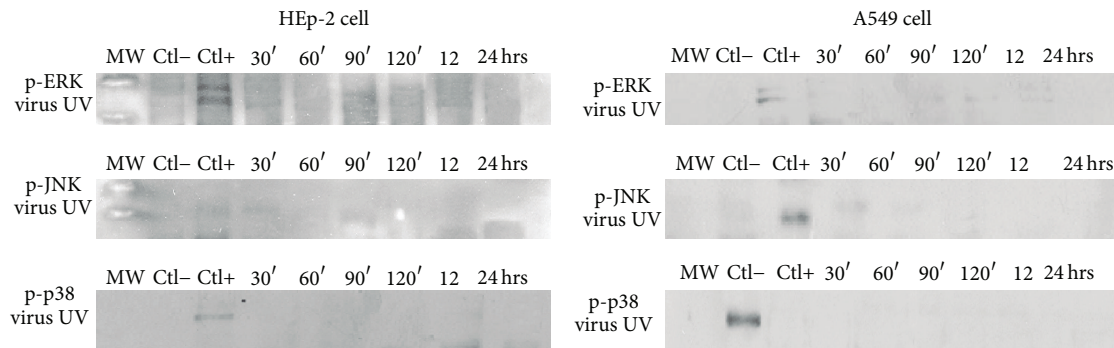 HEp-2 cell
MW Ctl− Ctl+ 30′ 60′ 90′ 120′ 12 24 hrs
p-ERK
virus UV
MW Ctl− Ctl+ 30′ 60′ 90′ 120′ 12 24 hrs
p-JNK
virus UV
MW Ctl− Ctl+ 30′ 60′ 90′ 120′ 12 24 hrs
p-p38
virus UV
A549 cell
MW Ctl− Ctl+ 30′ 60′ 90′ 120′ 12 24 hrs
p-ERK
virus UV
MW Ctl− Ctl+ 30′ 60′ 90′ 120′ 12 24 hrs
p-JNK
virus UV
MW Ctl− Ctl+ 30′ 60′ 90′ 120′ 12 24 hrs
p-p38
virus UV